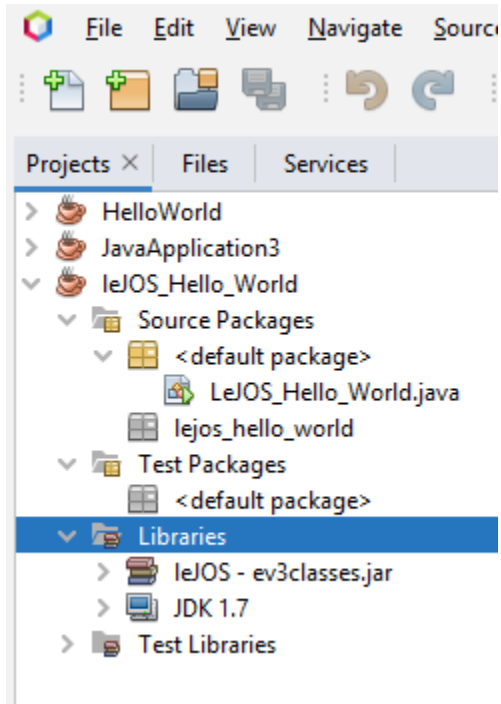 File Edit View Navigate Source
Projects Files Services
HelloWorld
JavaApplication3
leJOS_Hello_World
Source Packages
<default package>
LeJOS_Hello_World.java
lejos_hello_world
Test Packages
<default package>
Libraries
leJOS - ev3classes.jar
JDK 1.7
Test Libraries